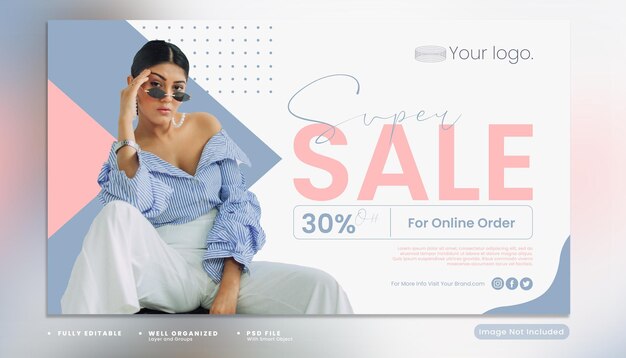 Your logo.
Super
SALE
30% Off
For Online Order
For More Info Visit Your Brand.com
FULLY EDITABLE
WELL ORGANIZED
Layer and Groups
PSD FILE
With Smart Object
Image Not Included